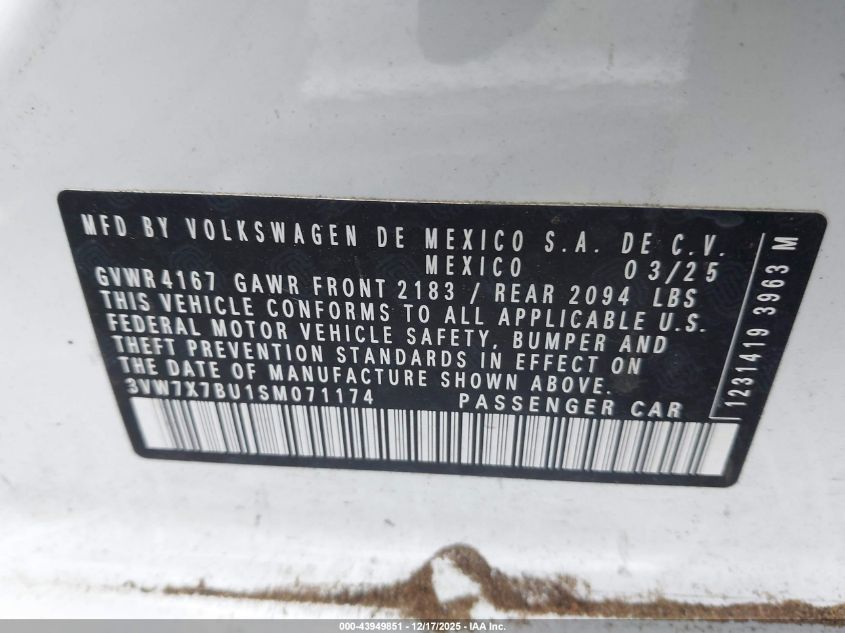 MFD BY VOLKSWAGEN DE MEXICO S.A. DE C.V.
MEXICO 03/25
GVWR 4167 GAWR FRONT 2183 / REAR 2094 LBS
THIS VEHICLE CONFORMS TO ALL APPLICABLE U.S.
FEDERAL MOTOR VEHICLE SAFETY, BUMPER AND
THEFT PREVENTION STANDARDS IN EFFECT ON
THE DATE OF MANUFACTURE SHOWN ABOVE.
3VW7X7BU1SM071174 PASSENGER CAR
1231419 3963 M
000-43949851 - 12/17/2025 - IAA Inc.